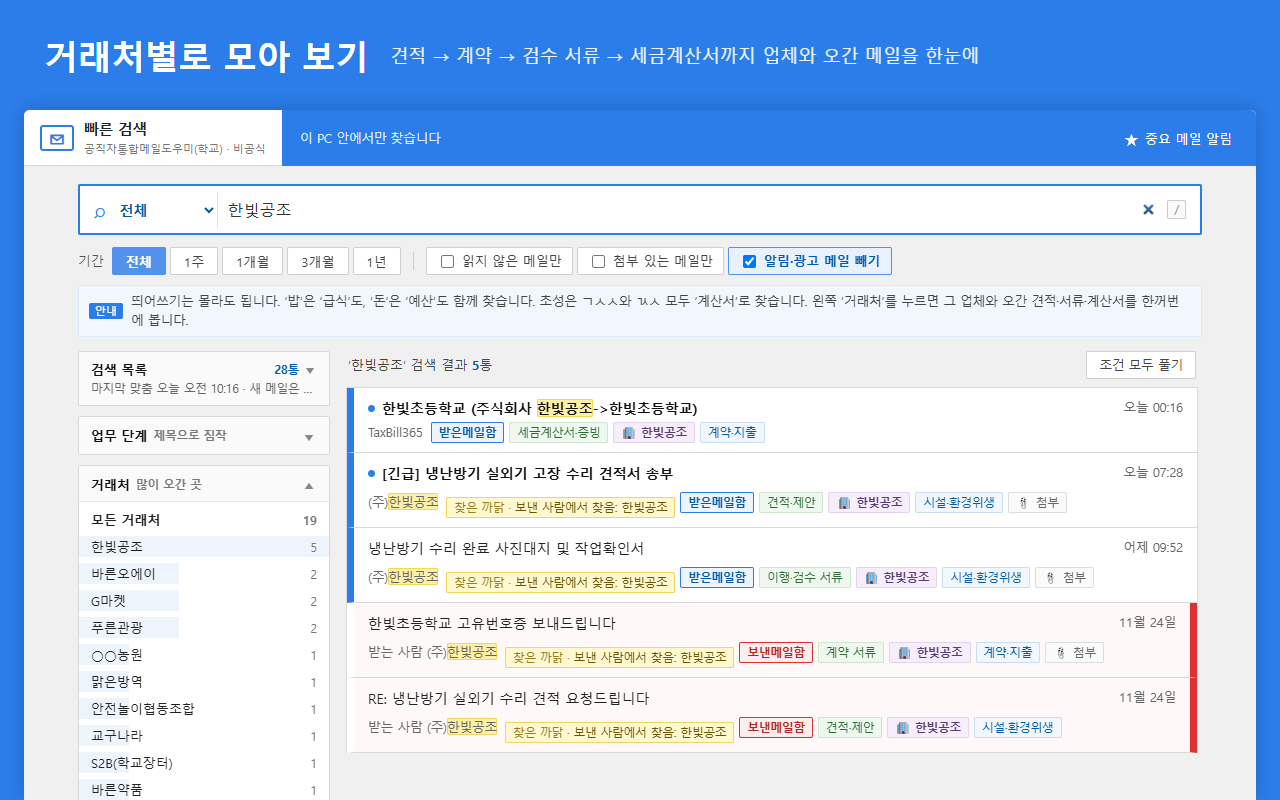 거래처별로 모아 보기 견적 → 계약 → 검수 서류 → 세금계산서까지 업체와 오간 메일을 한눈에
빠른 검색
공직자통합메일도우미(학교) · 비공식
이 PC 안에서만 찾습니다
★ 중요 메일 알림
전체 한빛공조 ✕ /
기간 전체 1주 1개월 3개월 1년 읽지 않은 메일만 첨부 있는 메일만 알림·광고 메일 빼기
안내 띄어쓰기는 몰라도 됩니다. ‘밥’은 ‘급식’도, ‘돈’은 ‘예산’도 함께 찾습니다. 초성은 ㄱㅅㅅ와 ㄳㅅ 모두 ‘계산서’로 찾습니다. 왼쪽 ‘거래처’를 누르면 그 업체와 오간 견적·서류·계산서를 한꺼번
에 봅니다.
검색 목록 28통 ▼
마지막 맞춤 오늘 오전 10:16 · 새 메일은 ...
업무 단계 제목으로 짐작 ▼
거래처 많이 오간 곳 ▲
모든 거래처 19
한빛공조 5
바른오에이 2
G마켓 2
푸른관광 2
○○농원 1
맑은방역 1
안전놀이협동조합 1
교구나라 1
S2B(학교장터) 1
바른약품 1
‘한빛공조’ 검색 결과 5통 조건 모두 풀기
한빛초등학교 (주식회사 한빛공조->한빛초등학교) 오늘 00:16
TaxBill365 받은메일함 세금계산서·증빙 한빛공조 계약·지출
[긴급] 냉난방기 실외기 고장 수리 견적서 송부 오늘 07:28
(주)한빛공조 찾은 까닭 · 보낸 사람에서 찾음: 한빛공조 받은메일함 견적·제안 한빛공조 시설·환경위생 첨부
냉난방기 수리 완료 사진대지 및 작업확인서 어제 09:52
(주)한빛공조 찾은 까닭 · 보낸 사람에서 찾음: 한빛공조 받은메일함 이행·검수 서류 한빛공조 시설·환경위생 첨부
한빛초등학교 고유번호증 보내드립니다 11월 24일
받는 사람 (주)한빛공조 찾은 까닭 · 보낸 사람에서 찾음: 한빛공조 보낸메일함 계약 서류 한빛공조 계약·지출 첨부
RE: 냉난방기 실외기 수리 견적 요청드립니다 11월 24일
받는 사람 (주)한빛공조 찾은 까닭 · 보낸 사람에서 찾음: 한빛공조 보낸메일함 견적·제안 한빛공조 시설·환경위생